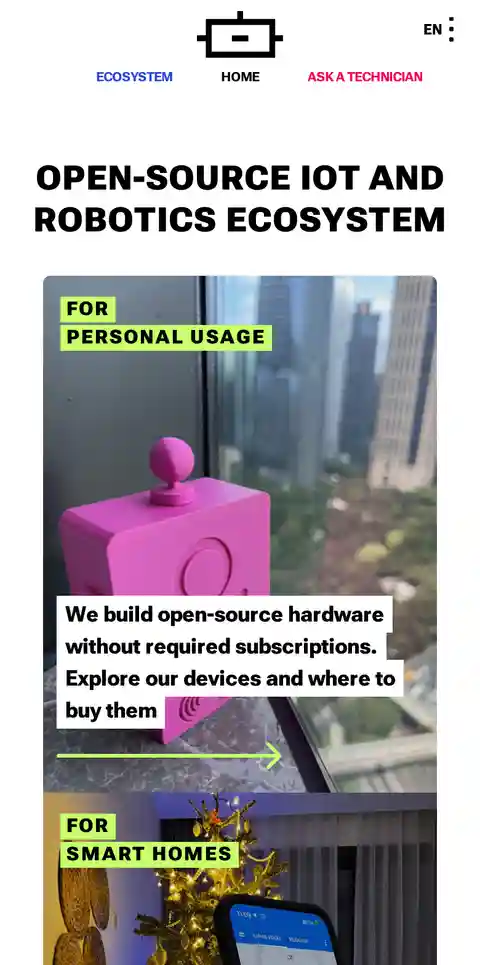 EN
ECOSYSTEM
HOME
ASK A TECHNICIAN
OPEN-SOURCE IOT AND
ROBOTICS ECOSYSTEM
FOR
PERSONAL USAGE
We build open-source hardware
without required subscriptions.
Explore our devices and where to
buy them
FOR
SMART HOMES